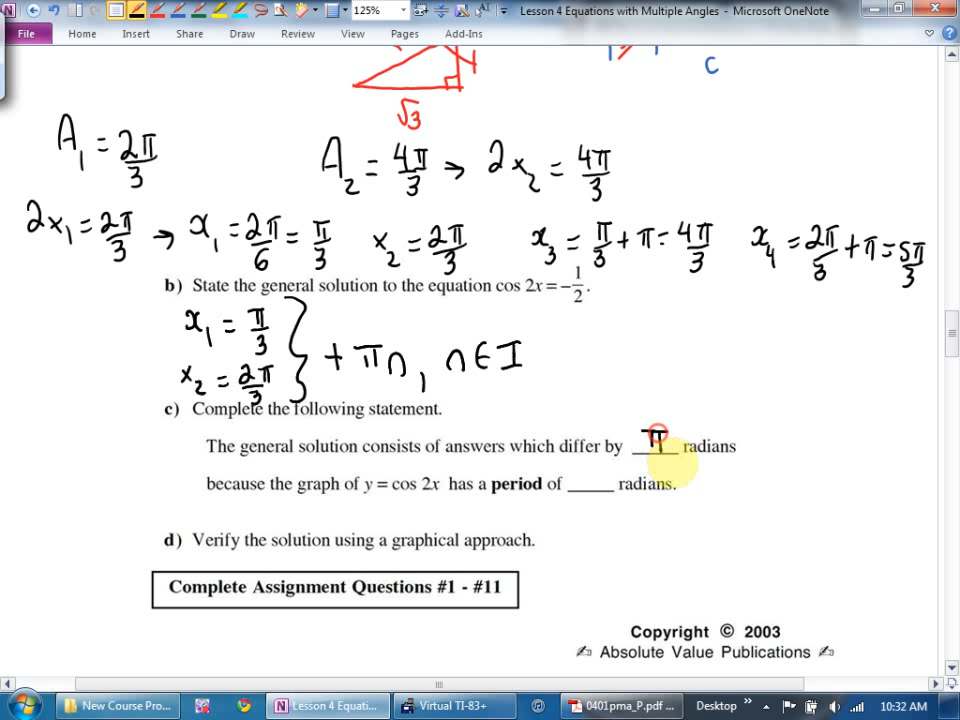 125%
Lesson 4 Equations with Multiple Angles - Microsoft OneNote
File Home Insert Share Draw Review View Pages Add-Ins
√3
c
A₁ = 2π/3
A₂ = 4π/3 → 2x₂ = 4π/3
2x₁ = 2π/3 → x₁ = 2π/6 = π/3 x₂ = 2π/3 x₃ = π/3 + π = 4π/3 x₄ = 2π/3 + π = 5π/3
b) State the general solution to the equation cos 2x = -1/2.
x₁ = π/3
x₂ = 2π/3 } + πn, n ∈ I
c) Complete the following statement.
The general solution consists of answers which differ by π radians
because the graph of y = cos 2x has a period of _____ radians.
d) Verify the solution using a graphical approach.
Complete Assignment Questions #1 - #11
Copyright © 2003
✍ Absolute Value Publications ✍
New Course Pro... Lesson 4 Equati... Virtual TI-83+ 0401pma_P.pdf ... Desktop » 10:32 AM